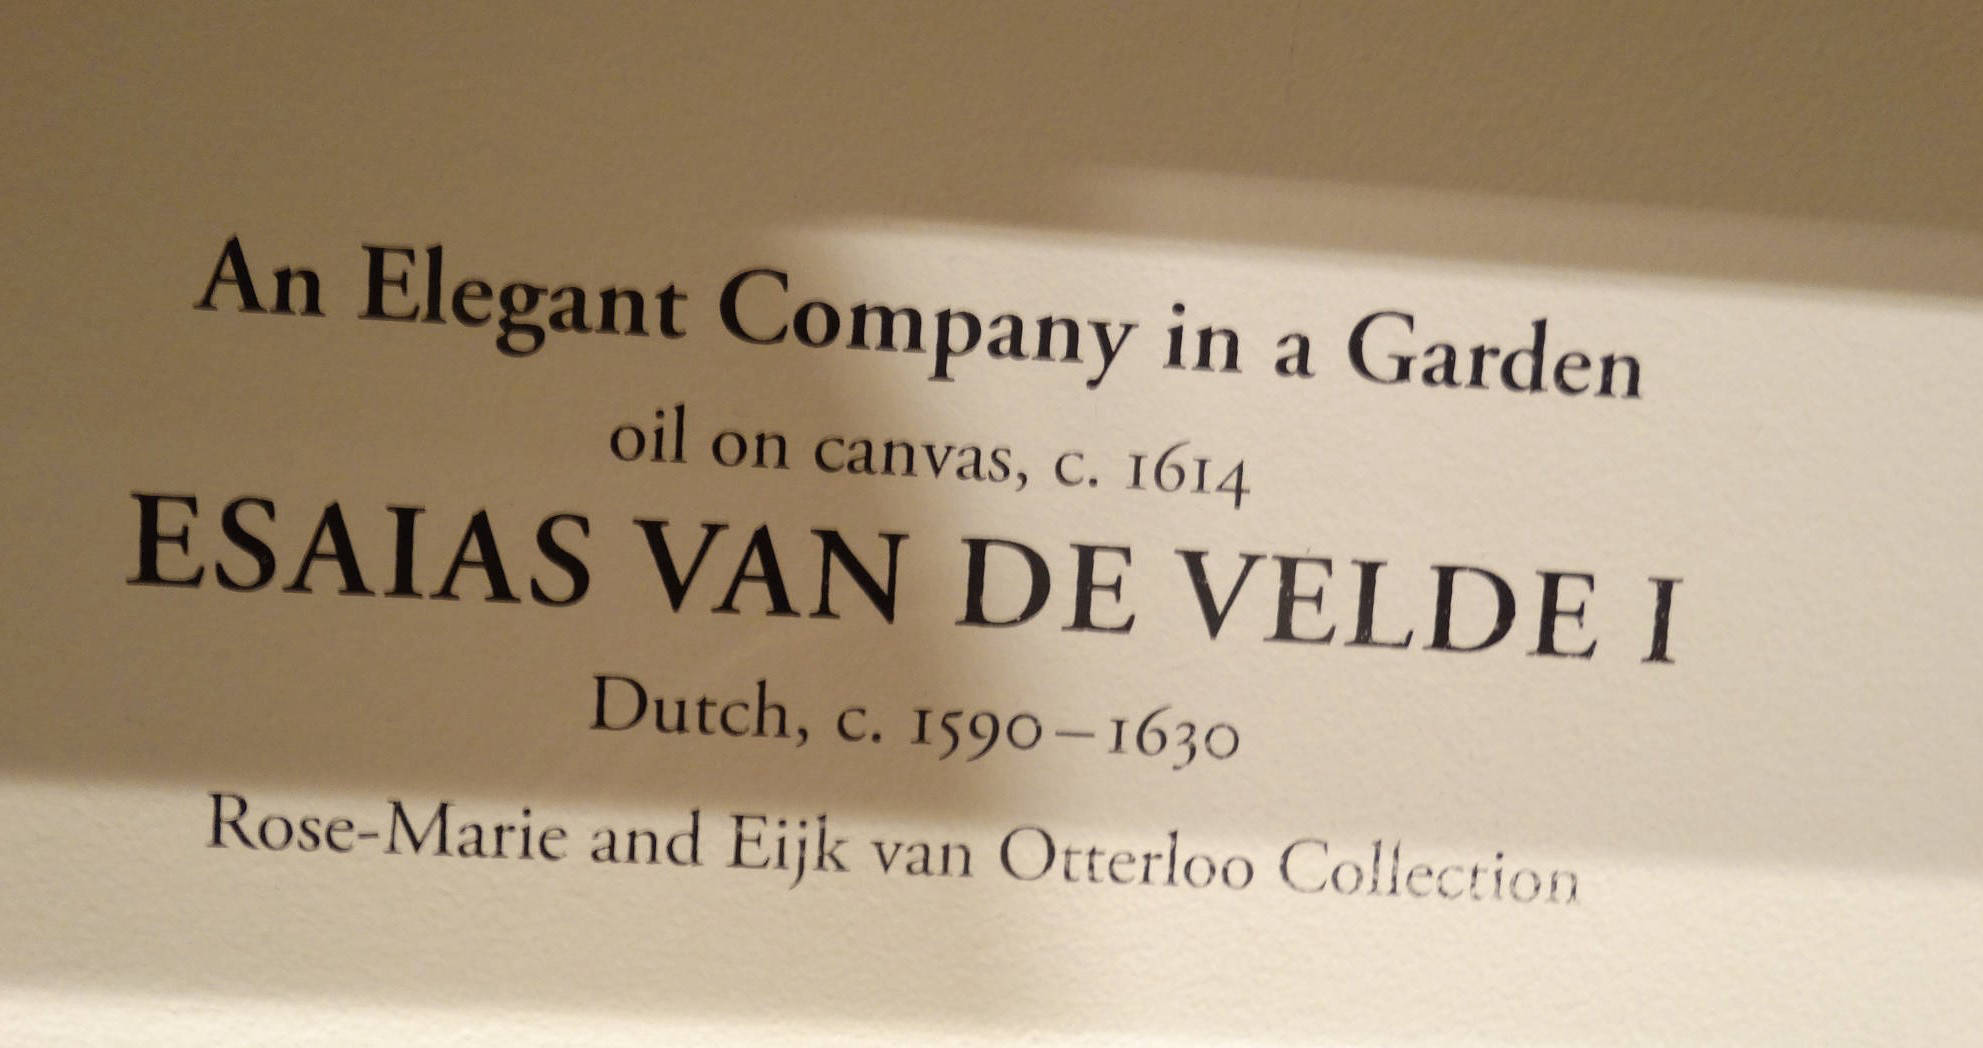 An Elegant Company in a Garden
oil on canvas, c. 1614
ESAIAS VAN DE VELDE I
Dutch, c. 1590–1630
Rose-Marie and Eijk van Otterloo Collection